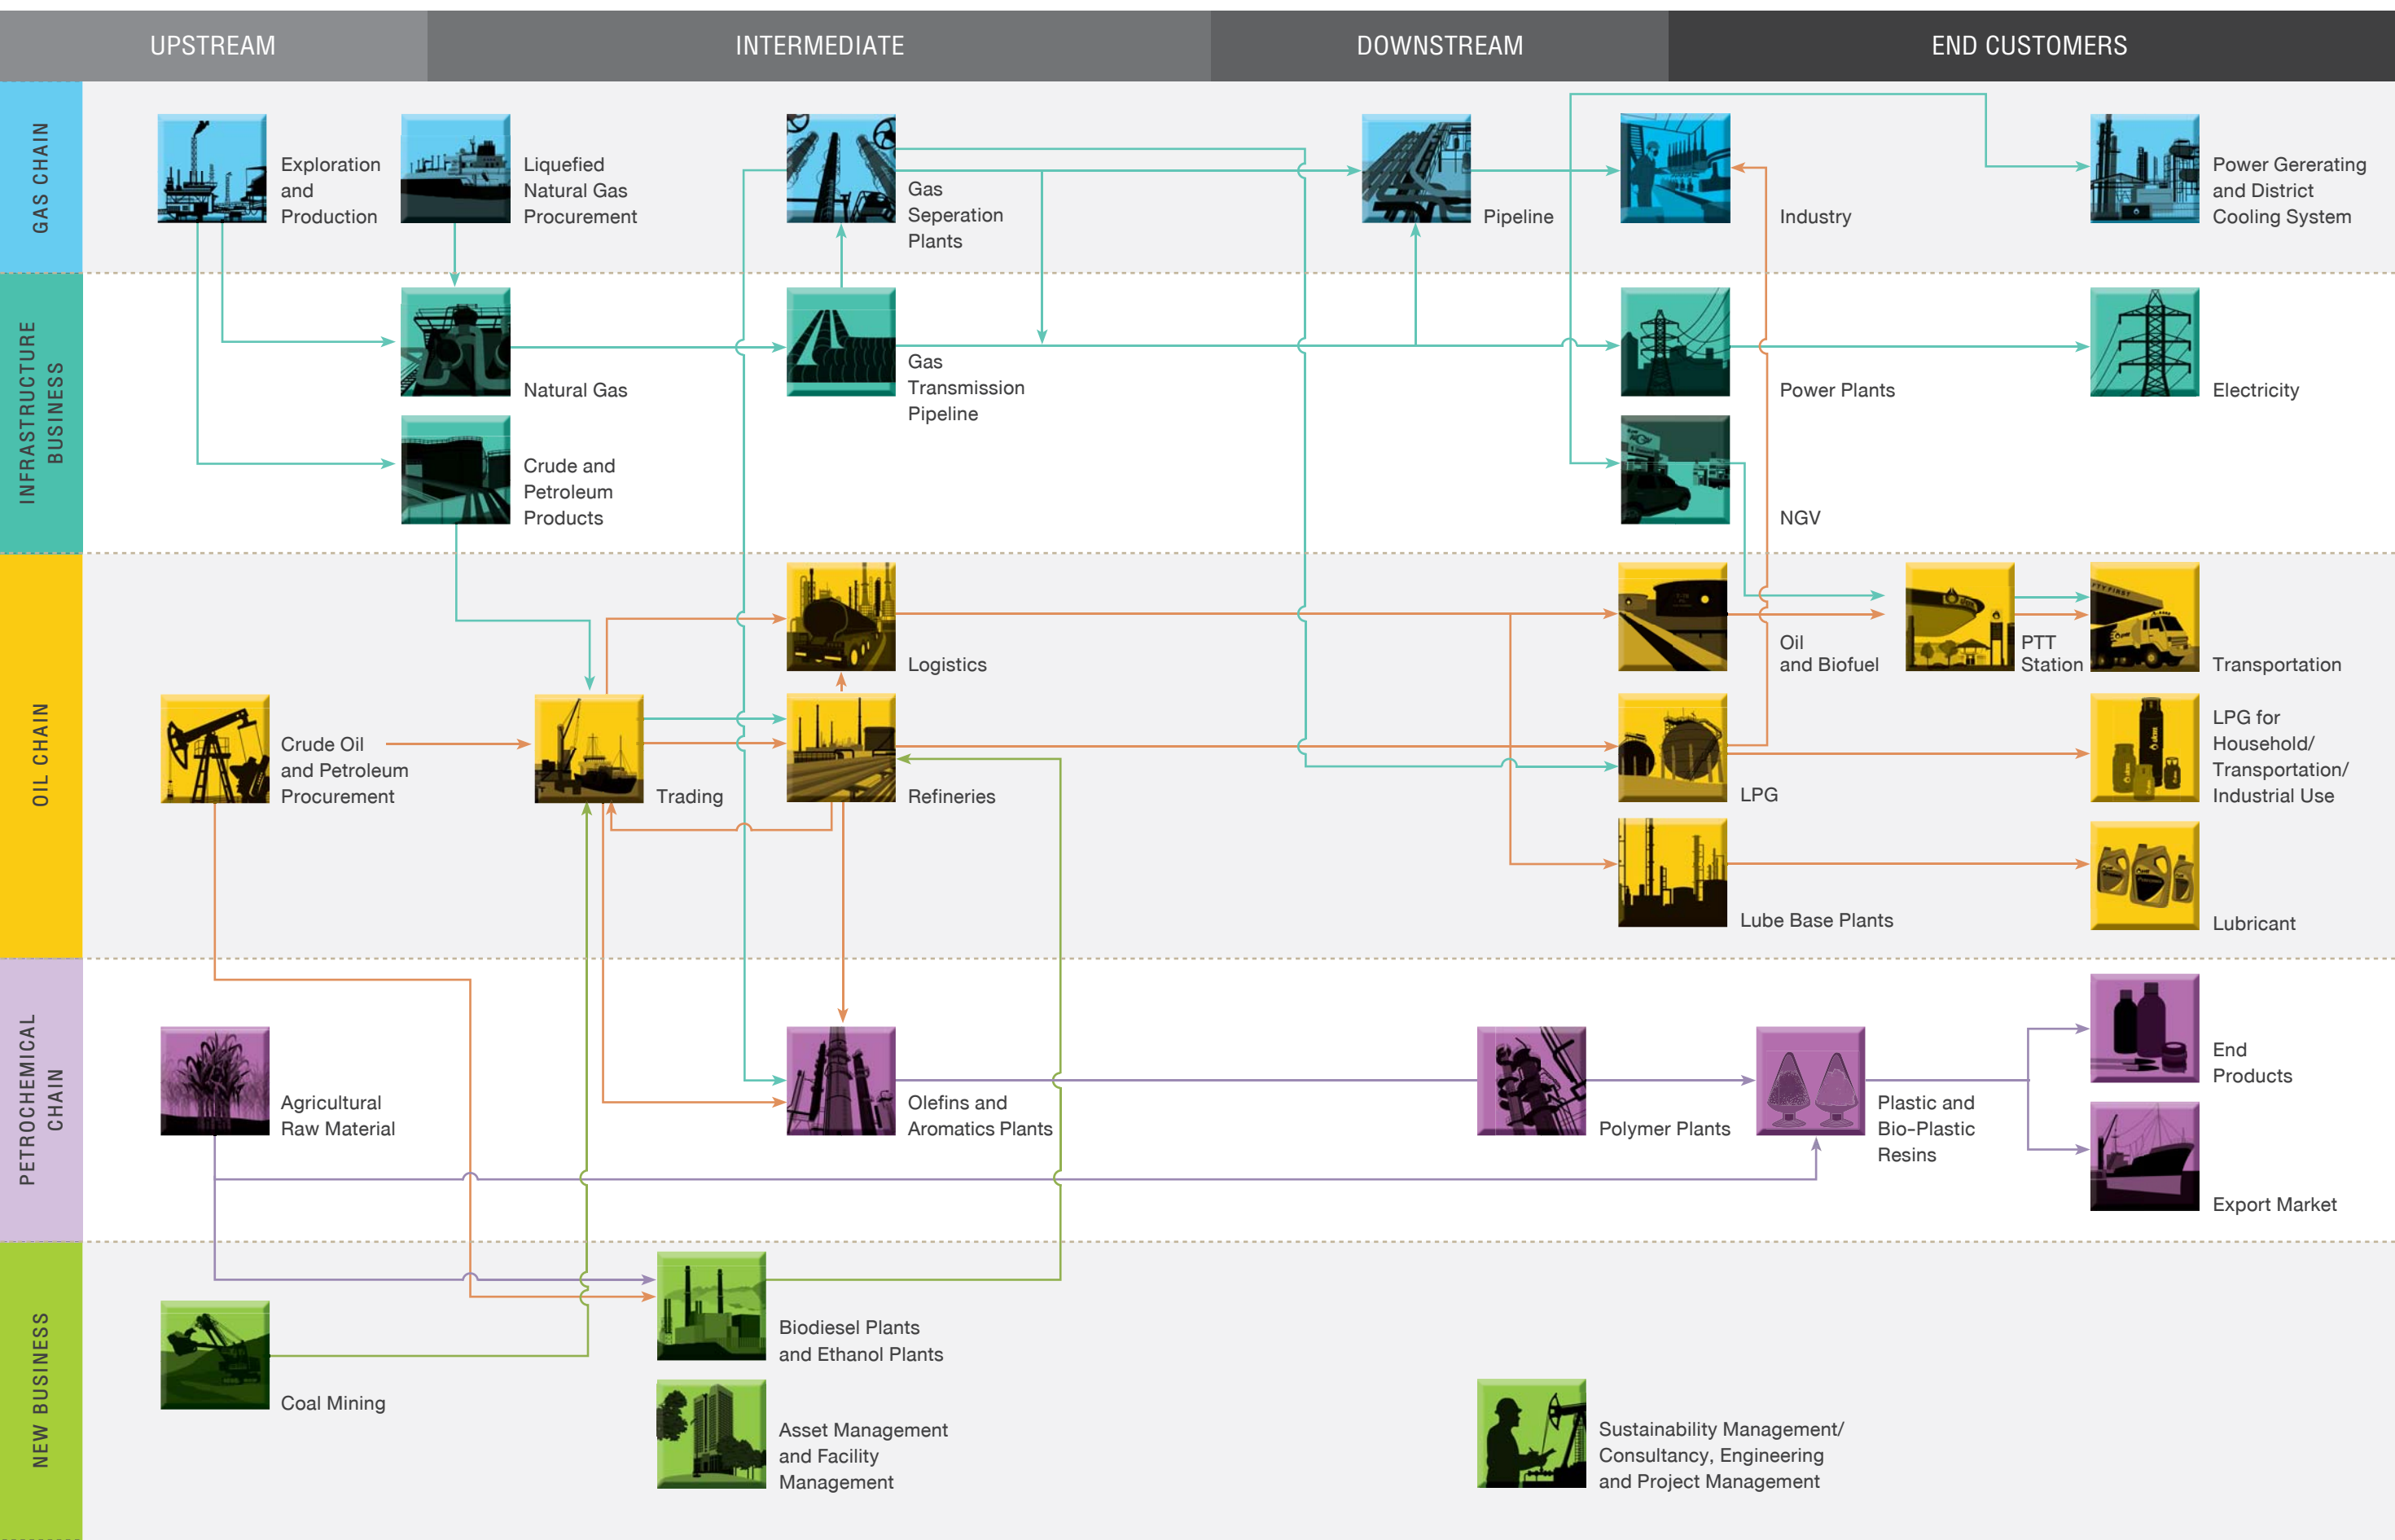 UPSTREAM
INTERMEDIATE
DOWNSTREAM
END CUSTOMERS
GAS CHAIN
Exploration
and
Production
Liquefied
Natural Gas
Procurement
Gas
Seperation
Plants
Pipeline
Industry
Power Gererating
and District
Cooling System
INFRASTRUCTURE
BUSINESS
Natural Gas
Gas
Transmission
Pipeline
Power Plants
Electricity
Crude and
Petroleum
Products
NGV
OIL CHAIN
Logistics
Oil
and Biofuel
PTT
Station
Transportation
Crude Oil
and Petroleum
Procurement
Trading
Refineries
LPG
LPG for
Household/
Transportation/
Industrial Use
Lube Base Plants
Lubricant
PETROCHEMICAL
CHAIN
Agricultural
Raw Material
Olefins and
Aromatics Plants
Polymer Plants
Plastic and
Bio-Plastic
Resins
End
Products
Export Market
NEW BUSINESS
Coal Mining
Biodiesel Plants
and Ethanol Plants
Asset Management
and Facility
Management
Sustainability Management/
Consultancy, Engineering
and Project Management